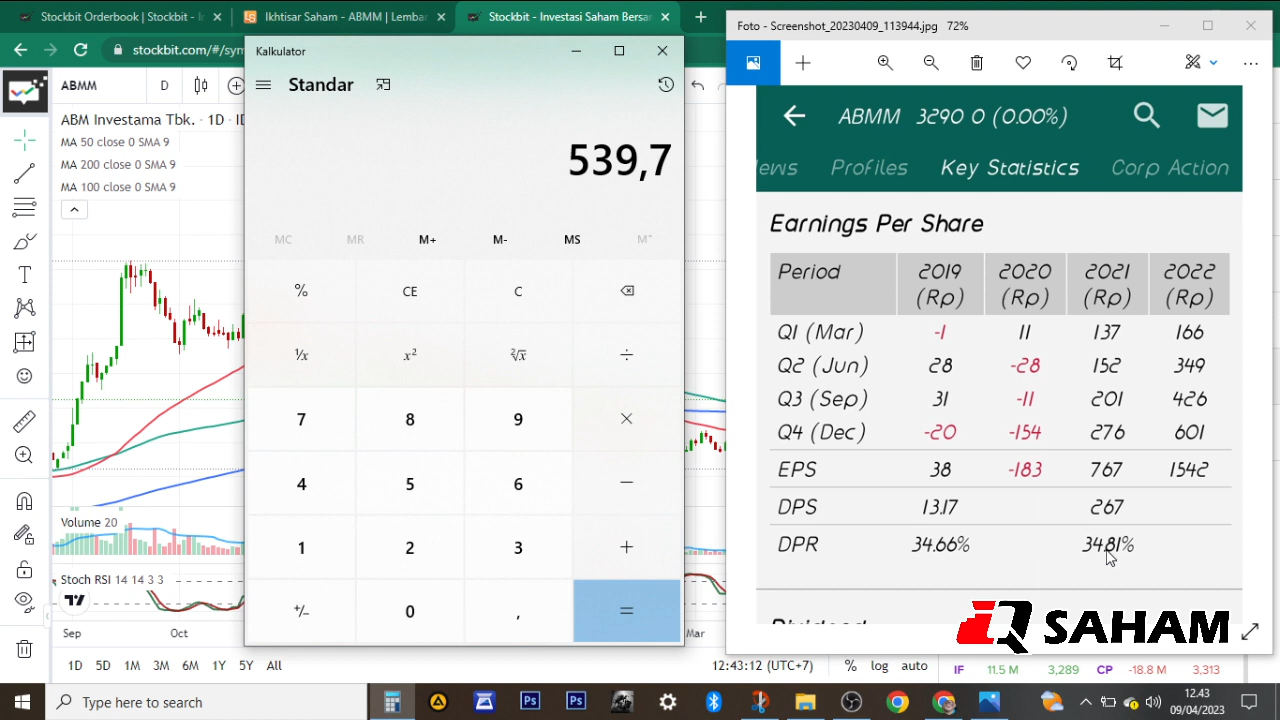 Stockbit Orderbook | Stockbit - I
Ikhtisar Saham - ABMM | Lembar
Stockbit - Investasi Saham Bersar
stockbit.com/#/sym
ABMM
D
ABM Investama Tbk. · 1D · ID
MA 50 close 0 SMA 9
MA 200 close 0 SMA 9
MA 100 close 0 SMA 9
Volume 20
Stoch RSI 14 14 3 3
Sep
Oct
Mar
1D 5D 1M 3M 6M 1Y 5Y All
12:43:12 (UTC+7) % log auto
Kalkulator
Standar
539,7
MC MR M+ M- MS M˅
% CE C
¹/x x² ²√x ÷
7 8 9 ×
4 5 6 −
1 2 3 +
+/− 0 , =
Foto - Screenshot_20230409_113944.jpg 72%
ABMM 3290 0 (0.00%)
ews Profiles Key Statistics Corp Action
Earnings Per Share
Period 2019 (Rp) 2020 (Rp) 2021 (Rp) 2022 (Rp)
Q1 (Mar) -1 11 137 166
Q2 (Jun) 28 -28 152 349
Q3 (Sep) 31 -11 201 426
Q4 (Dec) -20 -154 276 601
EPS 38 -183 767 1542
DPS 13.17 267
DPR 34.66% 34.81%
IQ SAHAM
IF 11.5 M 3,289 CP -18.8 M 3,313
Type here to search
Ps Ps
12.43
09/04/2023